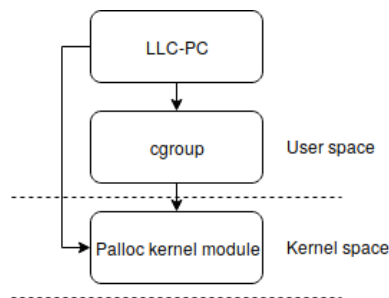 LLC-PC
cgroup
User space
Palloc kernel module
Kernel space